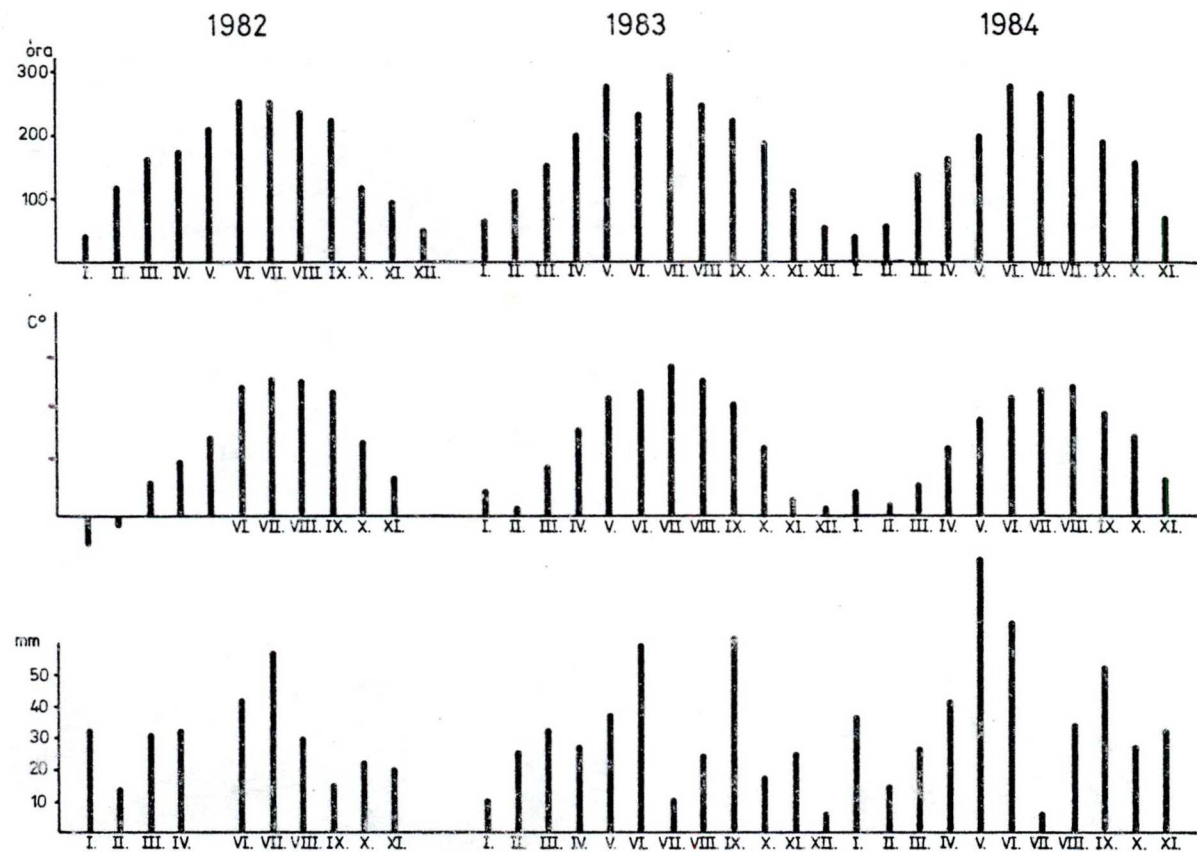 1982 1983 1984
óra
300
200
100
I. II. III. IV. V. VI. VII. VIII. IX. X. XI. XII. I. II. III. IV. V. VI. VII. VIII. IX. X. XI. XII. I. II. III. IV. V. VI. VII. VII. IX. X. XI.
C°
VI. VII. VIII. IX. X. XI. I. II. III. IV. V. VI. VII. VIII. IX. X. XI. XII. I. II. III. IV. V. VI. VII. VIII. IX. X. XI.
mm
50
40
30
20
10
I. II. III. IV. VI. VII. VIII. IX. X. XI. I. II. III. IV. V. VI. VII. VIII. IX. X. XI. XII. I. II. III. IV. V. VI. VII. VIII. IX. X. XI.